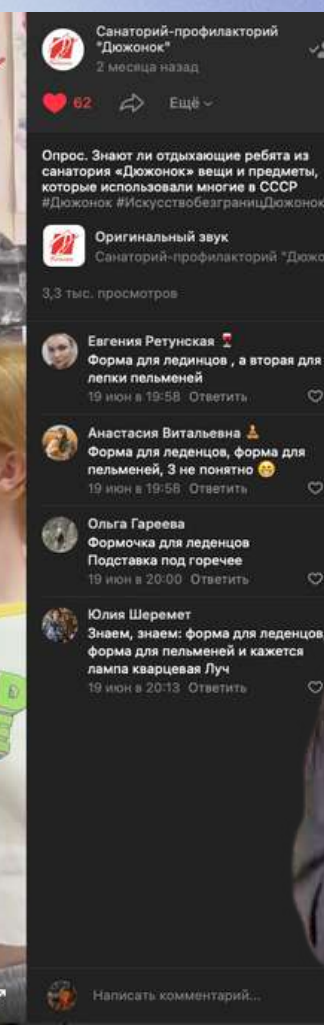 Санаторий-профилакторий
"Дюжонок"
2 месяца назад
62
Ещё
Опрос. Знают ли отдыхающие ребята из
санатория «Дюжонок» вещи и предметы,
которые использовали многие в СССР
#Дюжонок #ИскусствобезграницДюжонок
Оригинальный звук
Санаторий-профилакторий "Дюжо
3,3 тыс. просмотров
Евгения Ретунская
Форма для лединцов , а вторая для
лепки пельменей
19 июн в 19:58 Ответить
Анастасия Витальевна
Форма для леденцов, форма для
пельменей, 3 не понятно
19 июн в 19:58 Ответить
Ольга Гареева
Формочка для леденцов
Подставка под горечее
19 июн в 20:00 Ответить
Юлия Шеремет
Знаем, знаем: форма для леденцов,
форма для пельменей и кажется
лампа кварцевая Луч
19 июн в 20:13 Ответить
Написать комментарий...